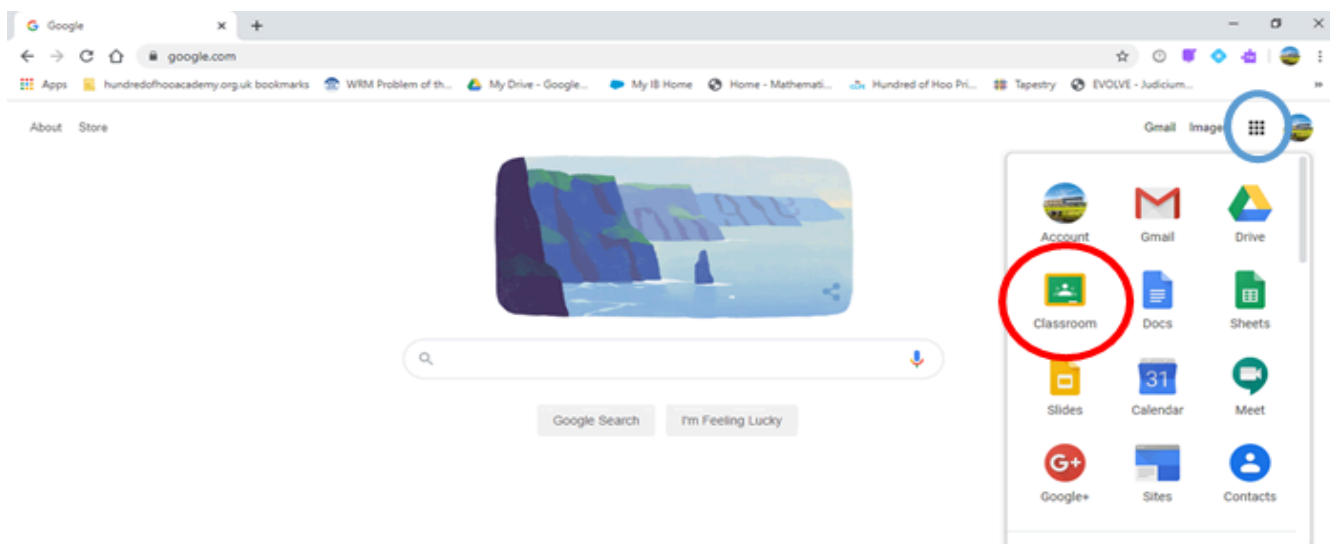 Google
google.com
Apps hundredofhooacademy.org.uk bookmarks WRM Problem of th... My Drive - Google... My IB Home Home - Mathemati... Hundred of Hoo Pri... Tapestry EVOLVE - Judicium...
About Store Gmail Image
Account Gmail Drive
Classroom Docs Sheets
31
Slides Calendar Meet
Google Search I'm Feeling Lucky
G+
Google+ Sites Contacts